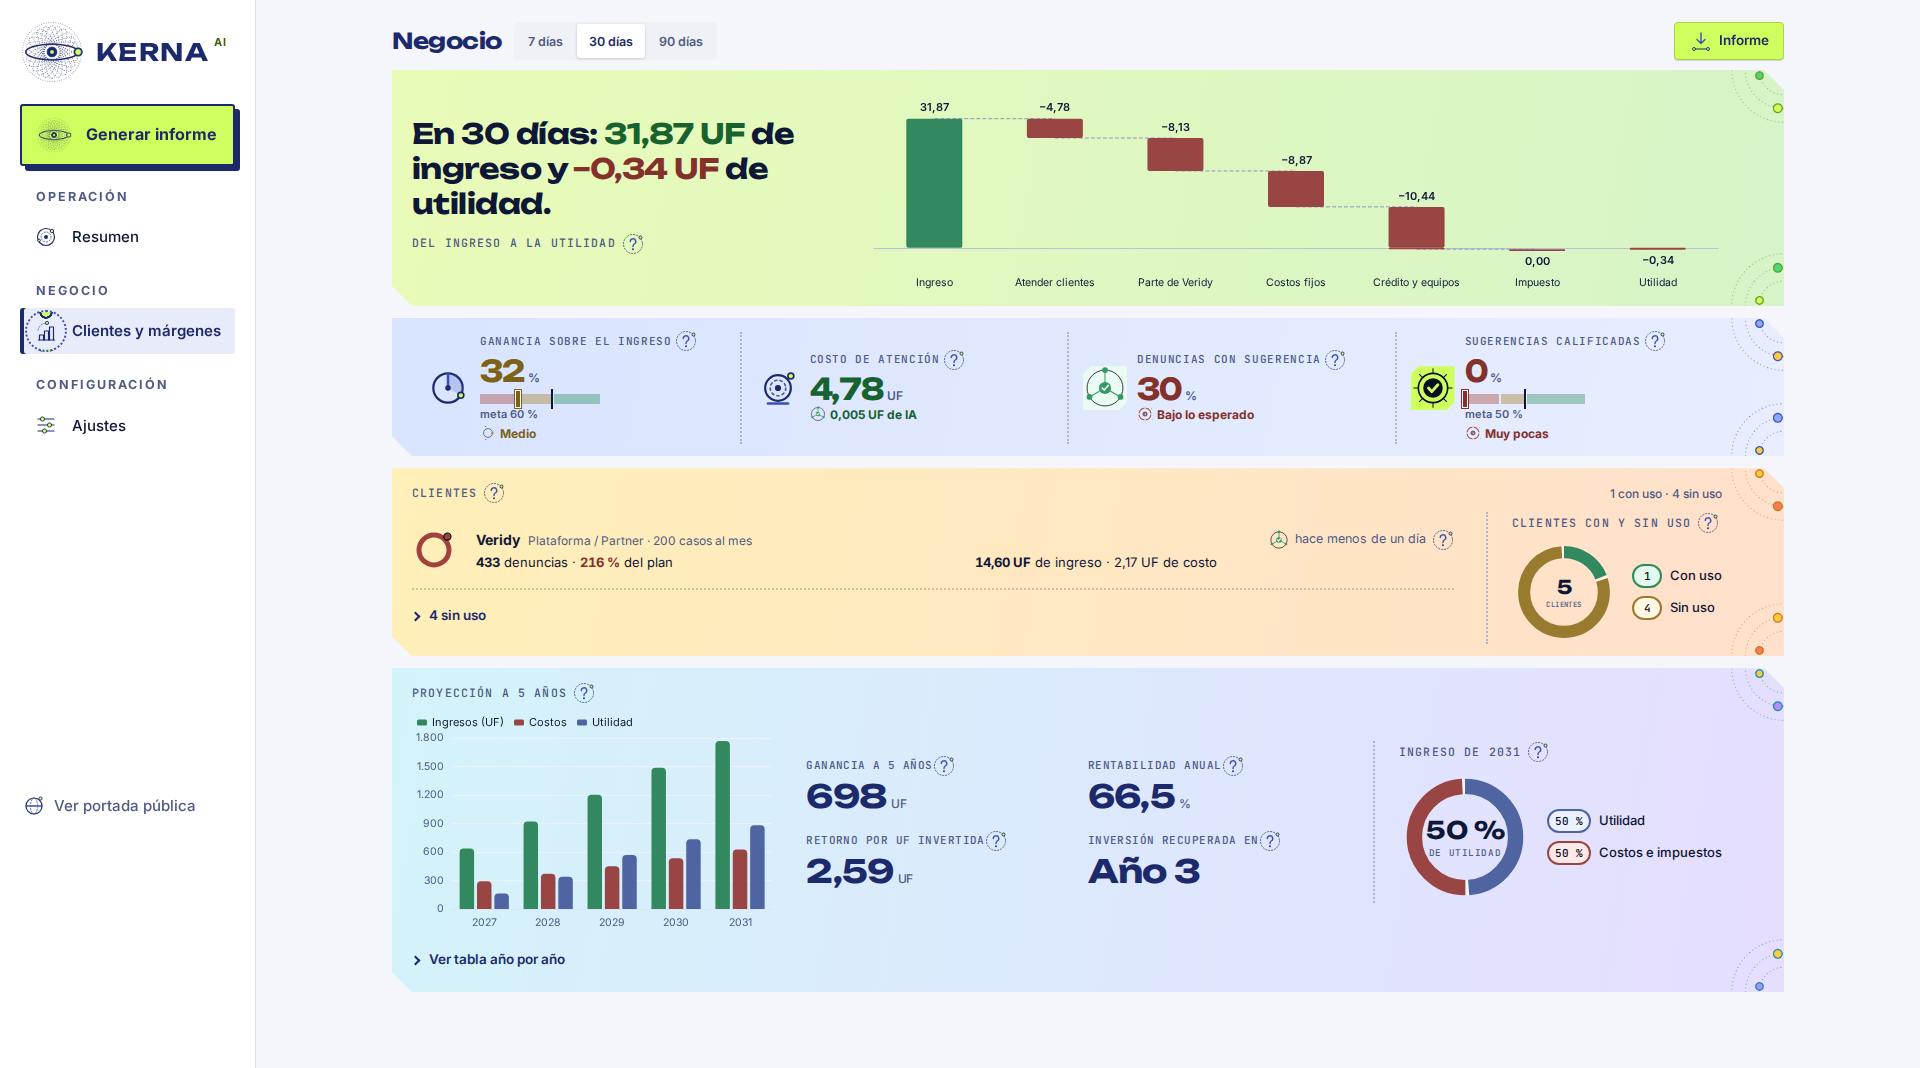 KERNA AI
Generar informe
OPERACIÓN
Resumen
NEGOCIO
Clientes y márgenes
CONFIGURACIÓN
Ajustes
Ver portada pública
Negocio
7 días
30 días
90 días
Informe
En 30 días: 31,87 UF de
ingreso y −0,34 UF de
utilidad.
DEL INGRESO A LA UTILIDAD ?
31,87
−4,78
−8,13
−8,87
−10,44
0,00
−0,34
Ingreso
Atender clientes
Parte de Veridy
Costos fijos
Crédito y equipos
Impuesto
Utilidad
GANANCIA SOBRE EL INGRESO ?
32 %
meta 60 %
Medio
COSTO DE ATENCIÓN ?
4,78 UF
0,005 UF de IA
DENUNCIAS CON SUGERENCIA ?
30 %
Bajo lo esperado
SUGERENCIAS CALIFICADAS ?
0 %
meta 50 %
Muy pocas
CLIENTES ?
1 con uso · 4 sin uso
Veridy Plataforma / Partner · 200 casos al mes
433 denuncias · 216 % del plan
14,60 UF de ingreso · 2,17 UF de costo
hace menos de un día ?
4 sin uso
CLIENTES CON Y SIN USO ?
5
CLIENTES
1 Con uso
4 Sin uso
PROYECCIÓN A 5 AÑOS ?
Ingresos (UF) Costos Utilidad
1.800
1.500
1.200
900
600
300
0
2027 2028 2029 2030 2031
GANANCIA A 5 AÑOS ?
698 UF
RENTABILIDAD ANUAL ?
66,5 %
RETORNO POR UF INVERTIDA ?
2,59 UF
INVERSIÓN RECUPERADA EN ?
Año 3
INGRESO DE 2031 ?
50 %
DE UTILIDAD
50 % Utilidad
50 % Costos e impuestos
Ver tabla año por año